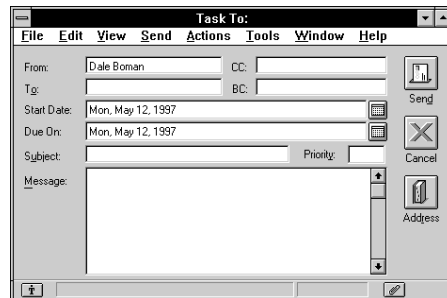 Task To:
File Edit View Send Actions Tools Window Help
From: Dale Boman CC:
To: BC:
Start Date: Mon, May 12, 1997
Due On: Mon, May 12, 1997
Subject: Priority:
Message:
Send
Cancel
Address